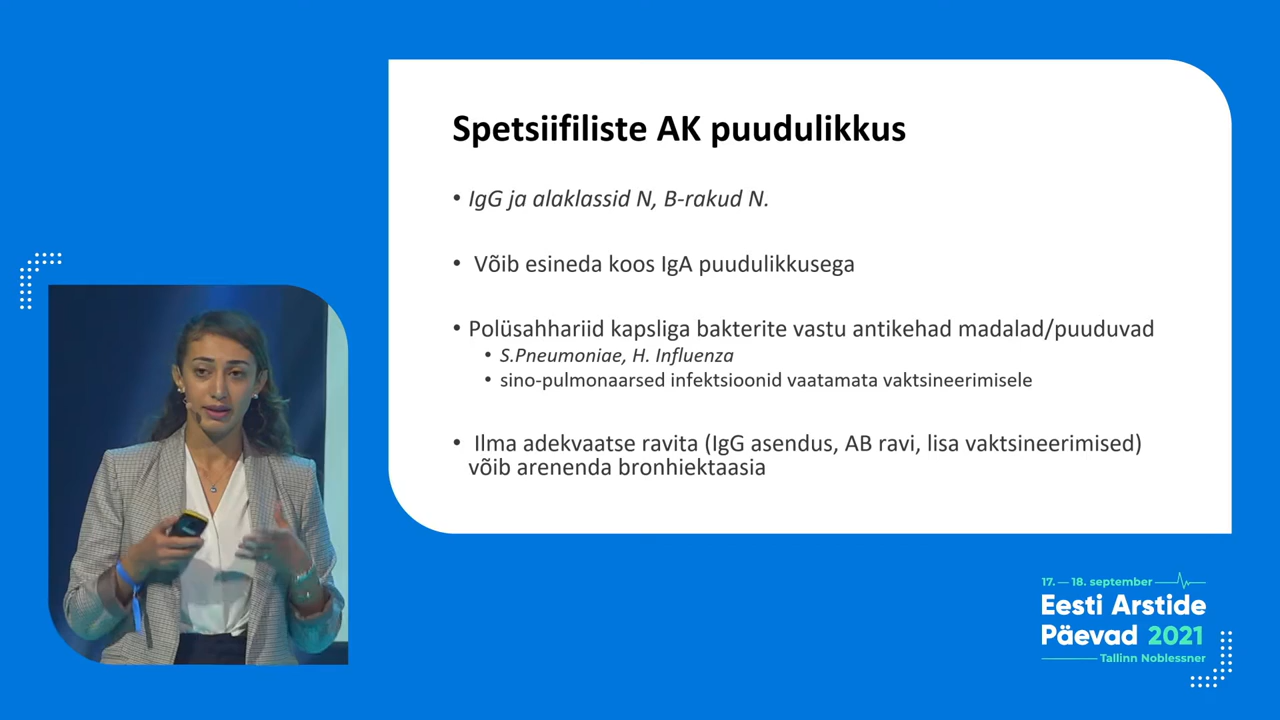 Spetsiifiliste AK puudulikkus
• IgG ja alaklassid N, B-rakud N.
• Võib esineda koos IgA puudulikkusega
• Polüsahhariid kapsliga bakterite vastu antikehad madalad/puuduvad
• S.Pneumoniae, H. Influenza
• sino-pulmonaarsed infektsioonid vaatamata vaktsineerimisele
• Ilma adekvaatse ravita (IgG asendus, AB ravi, lisa vaktsineerimised)
võib arenenda bronhiektaasia
17. — 18. september
Eesti Arstide
Päevad 2021
Tallinn Noblessner